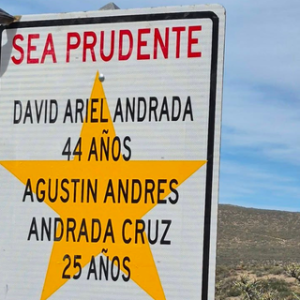 SEA PRUDENTE
DAVID ARIEL ANDRADA
44 AÑOS
AGUSTIN ANDRES
ANDRADA CRUZ
25 AÑOS